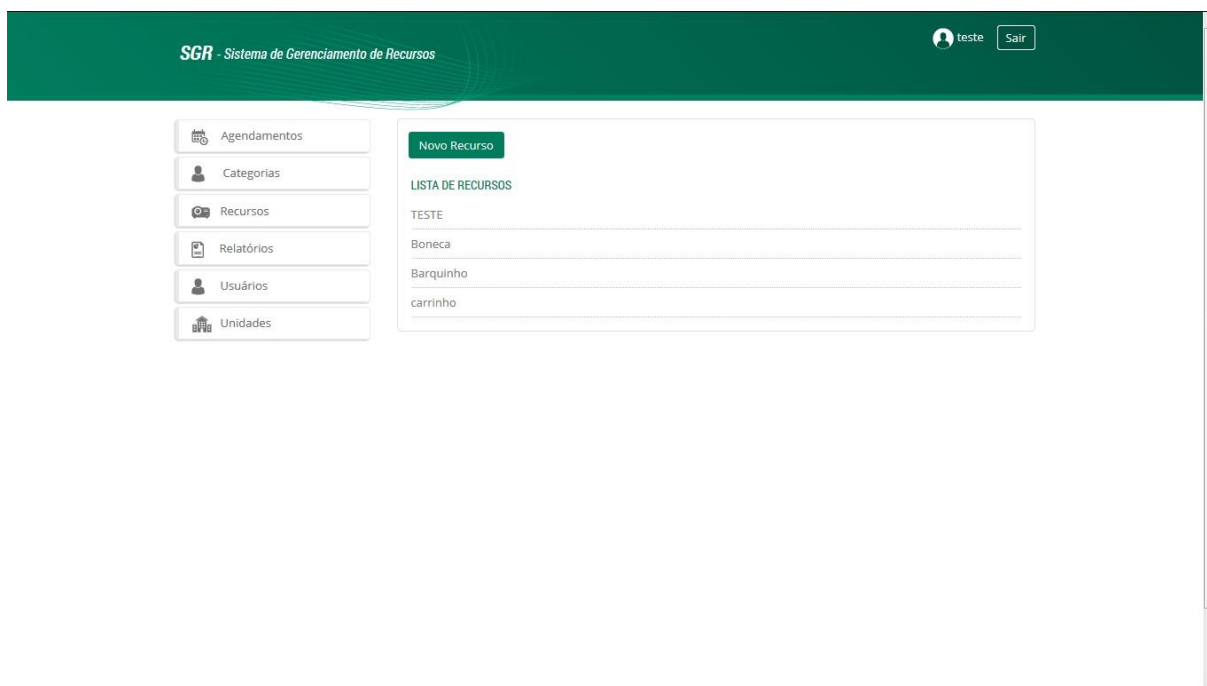 SGR - Sistema de Gerenciamento de Recursos
teste
Sair
Agendamentos
Categorias
Recursos
Relatórios
Usuários
Unidades
Novo Recurso
LISTA DE RECURSOS
TESTE
Boneca
Barquinho
carrinho